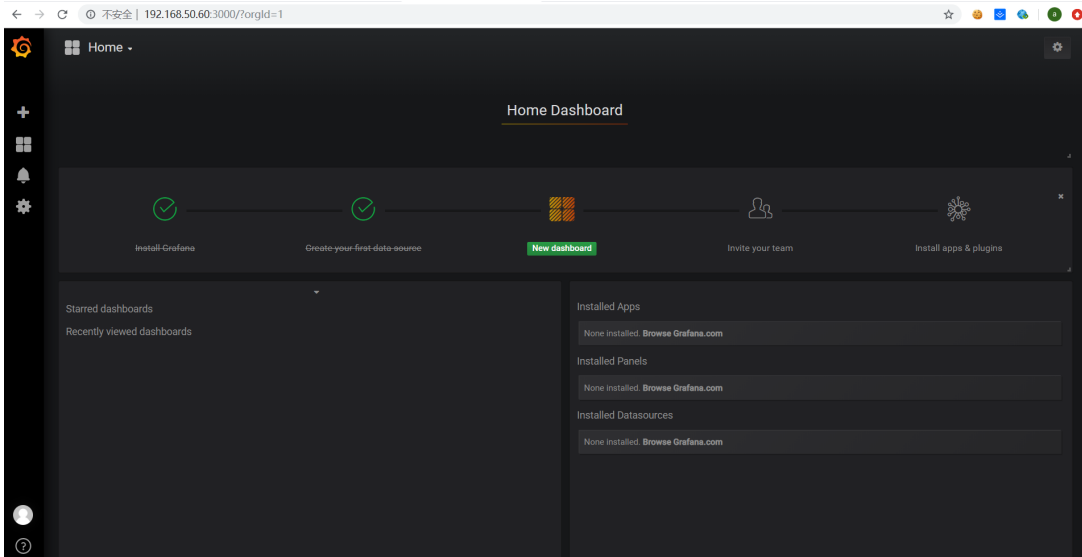 不安全 | 192.168.50.60:3000/?orgId=1
a
Home
Home Dashboard
Install Grafana
Create your first data source
New dashboard
Invite your team
Install apps & plugins
Starred dashboards
Recently viewed dashboards
Installed Apps
None installed. Browse Grafana.com
Installed Panels
None installed. Browse Grafana.com
Installed Datasources
None installed. Browse Grafana.com